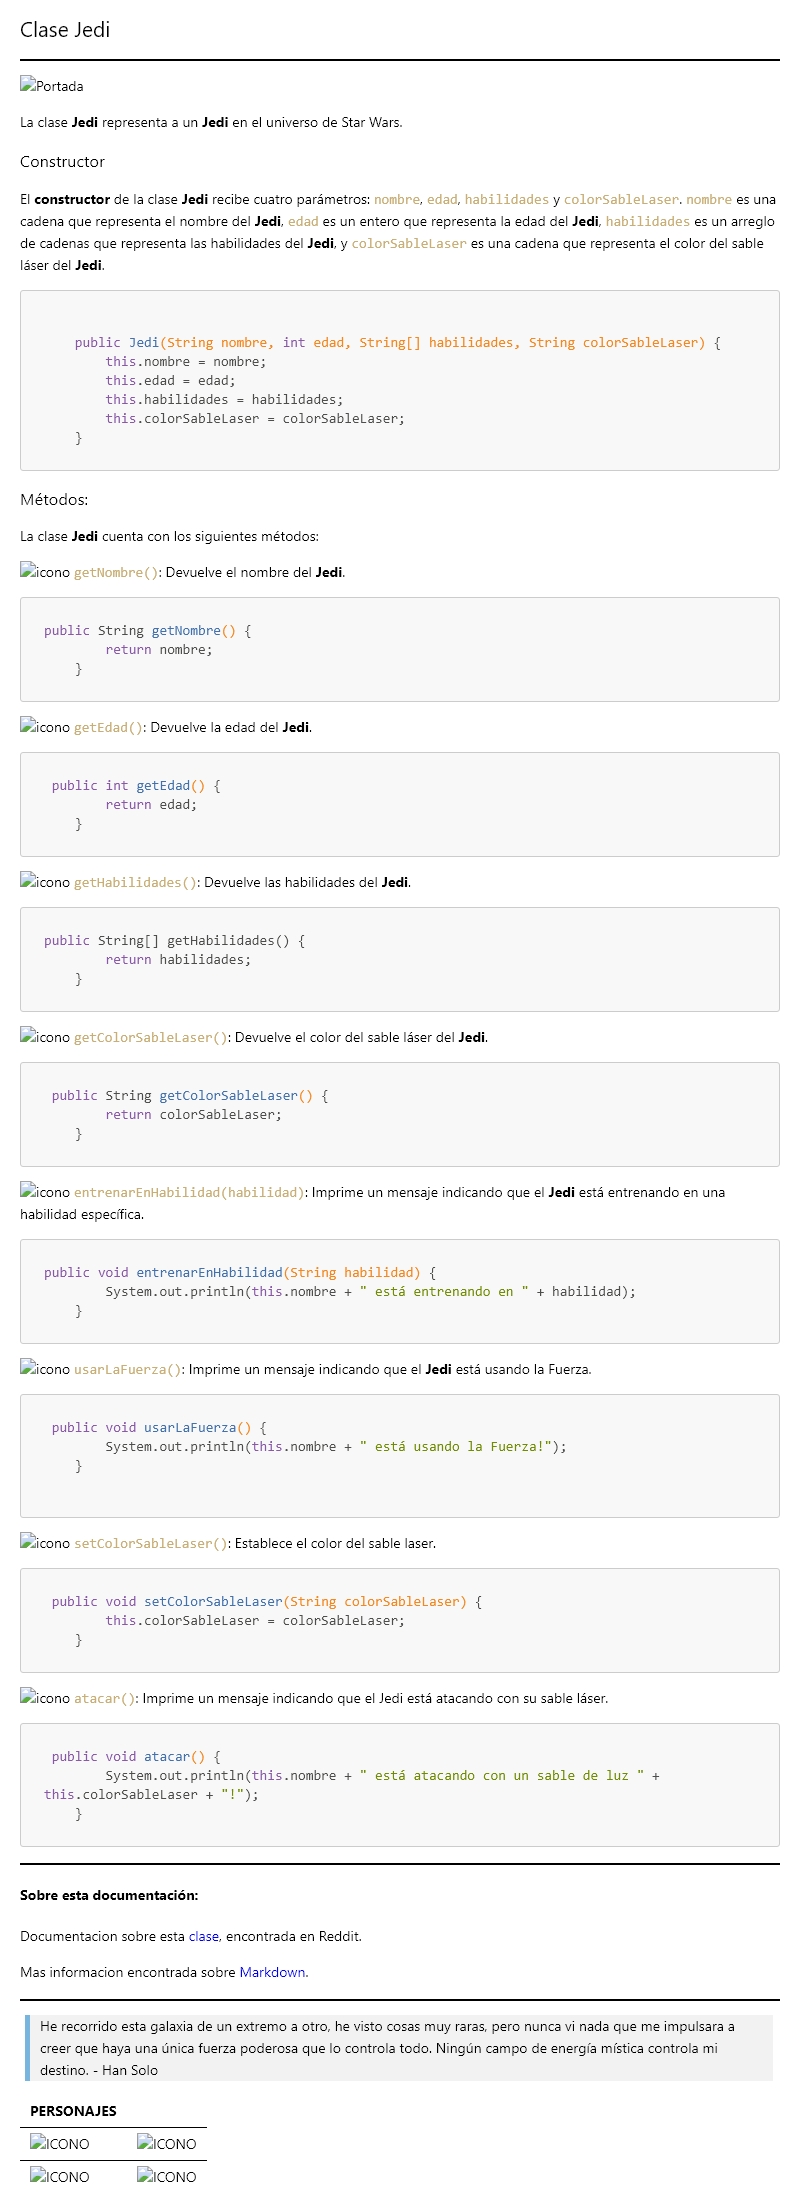 Clase Jedi
Portada
La clase Jedi representa a un Jedi en el universo de Star Wars.
Constructor
El constructor de la clase Jedi recibe cuatro parámetros: nombre, edad, habilidades y colorSableLaser. nombre es una
cadena que representa el nombre del Jedi, edad es un entero que representa la edad del Jedi, habilidades es un arreglo
de cadenas que representa las habilidades del Jedi, y colorSableLaser es una cadena que representa el color del sable
láser del Jedi.
public Jedi(String nombre, int edad, String[] habilidades, String colorSableLaser) {
this.nombre = nombre;
this.edad = edad;
this.habilidades = habilidades;
this.colorSableLaser = colorSableLaser;
}
Métodos:
La clase Jedi cuenta con los siguientes métodos:
icono getNombre(): Devuelve el nombre del Jedi.
public String getNombre() {
return nombre;
}
icono getEdad(): Devuelve la edad del Jedi.
public int getEdad() {
return edad;
}
icono getHabilidades(): Devuelve las habilidades del Jedi.
public String[] getHabilidades() {
return habilidades;
}
icono getColorSableLaser(): Devuelve el color del sable láser del Jedi.
public String getColorSableLaser() {
return colorSableLaser;
}
icono entrenarEnHabilidad(habilidad): Imprime un mensaje indicando que el Jedi está entrenando en una
habilidad específica.
public void entrenarEnHabilidad(String habilidad) {
System.out.println(this.nombre + " está entrenando en " + habilidad);
}
icono usarLaFuerza(): Imprime un mensaje indicando que el Jedi está usando la Fuerza.
public void usarLaFuerza() {
System.out.println(this.nombre + " está usando la Fuerza!");
}
icono setColorSableLaser(): Establece el color del sable laser.
public void setColorSableLaser(String colorSableLaser) {
this.colorSableLaser = colorSableLaser;
}
icono atacar(): Imprime un mensaje indicando que el Jedi está atacando con su sable láser.
public void atacar() {
System.out.println(this.nombre + " está atacando con un sable de luz " +
this.colorSableLaser + "!");
}
Sobre esta documentación:
Documentacion sobre esta clase, encontrada en Reddit.
Mas informacion encontrada sobre Markdown.
He recorrido esta galaxia de un extremo a otro, he visto cosas muy raras, pero nunca vi nada que me impulsara a
creer que haya una única fuerza poderosa que lo controla todo. Ningún campo de energía mística controla mi
destino. - Han Solo
PERSONAJES
ICONO ICONO
ICONO ICONO